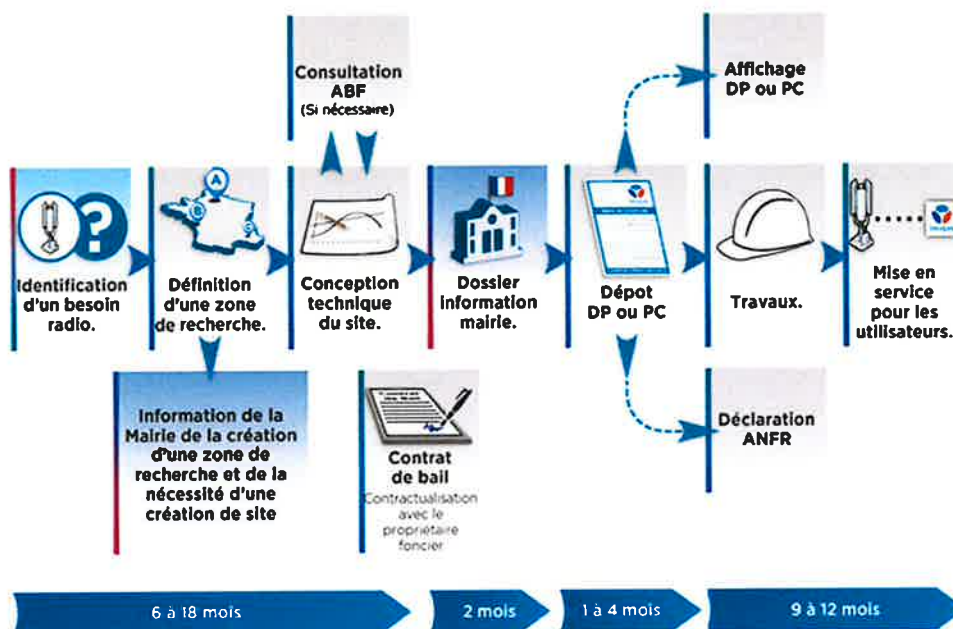 Consultation
ABF
(Si nécessaire)
Affichage
DP ou PC
A
Identification
d'un besoin
radio.
Définition
d'une zone
de recherche.
Conception
technique
du site.
Dossier
information
mairie.
Dépot
DP ou PC
Travaux.
Mise en
service
pour les
utilisateurs.
Information de la
Mairie de la création
d'une zone de
recherche et de la
nécessité d'une
création de site
Contrat
de bail
Contractualisation
avec le
propriétaire
foncier
Déclaration
ANFR
6 à 18 mois
2 mois
1 à 4 mois
9 à 12 mois